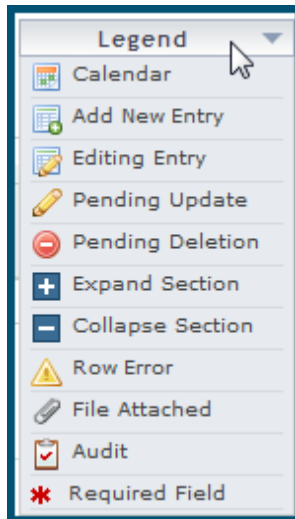 Legend
Calendar
Add New Entry
Editing Entry
Pending Update
Pending Deletion
Expand Section
Collapse Section
Row Error
File Attached
Audit
Required Field